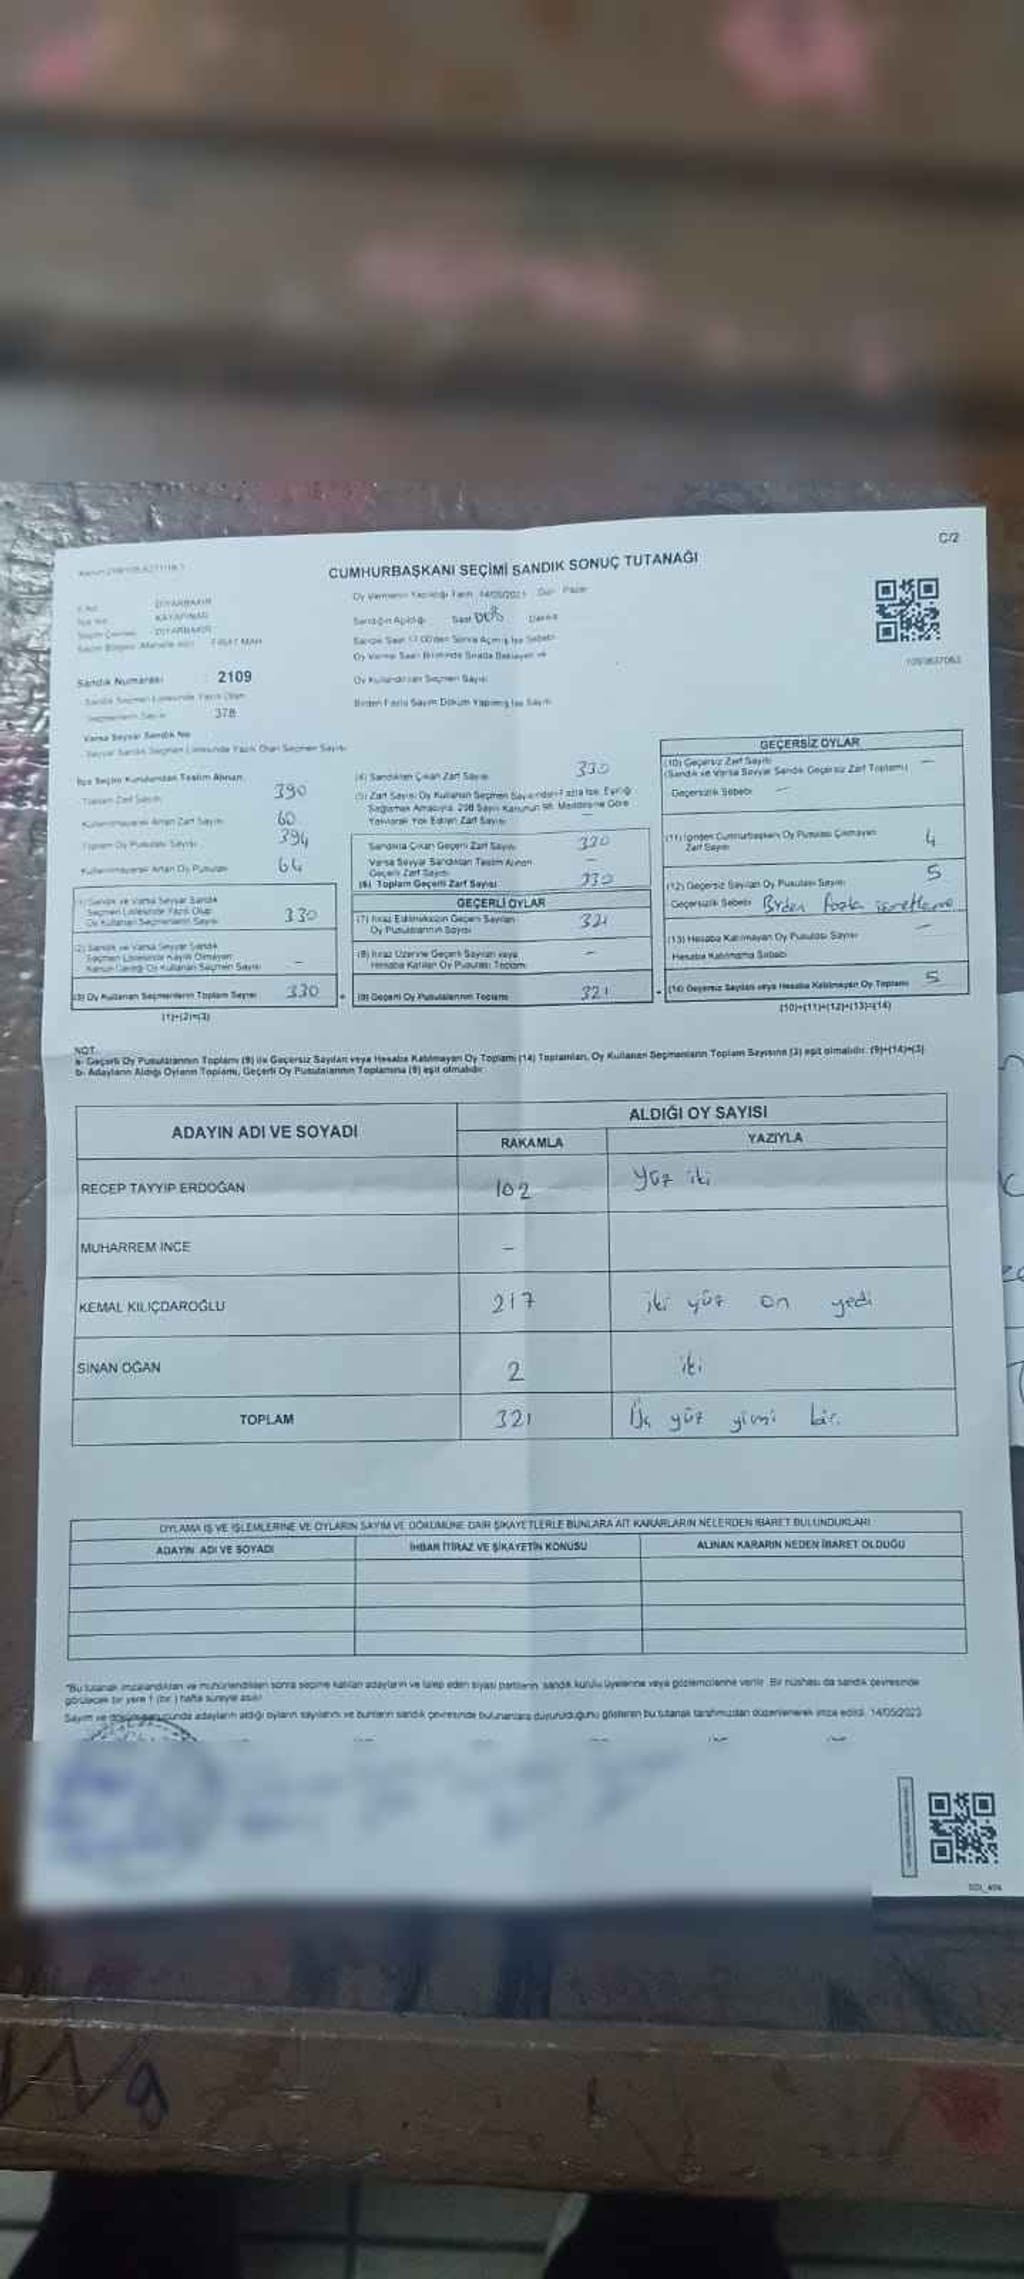 C/2
CUMHURBAŞKANI SEÇİMİ SANDIK SONUÇ TUTANAĞI
Oy Vermenin Yapıldığı Tarih 14/05/2023 Gün Pazar
DİYARBAKIR
KAYAPINAR
DİYARBAKIR
FIRAT MAH
Sandığın Açıldığı Saat Dakika
Sandık Saat 17.00'den Sonra Açılmış İse Sebebi
Oy Verme Saati Bitiminde Sırada Bekleyen ve
Oy Kullandırılan Seçmen Sayısı
Birden Fazla Sayım Döküm Yapılmış İse Sayısı
Sandık Numarası 2109
Sandık Seçmen Listesinde Yazılı Olan
Seçmenlerin Sayısı 378
Varsa Seyyar Sandık No
Seyyar Sandık Seçmen Listesinde Yazılı Olan Seçmen Sayısı
İlçe Seçim Kurulundan Teslim Alınan
Toplam Zarf Sayısı 390
Kullanılmayarak Artan Zarf Sayısı 60
Toplam Oy Pusulası Sayısı 394
Kullanılmayarak Artan Oy Pusulası 64
(1) Sandık ve Varsa Seyyar Sandık
Seçmen Listesinde Yazılı Olup
Oy Kullanan Seçmenlerin Sayısı 330
(2) Sandık ve Varsa Seyyar Sandık
Seçmen Listesinde Kayıtlı Olmayan
Kanun Gereği Oy Kullanan Seçmen Sayısı -
(3) Oy Kullanan Seçmenlerin Toplam Sayısı 330
(1)+(2)=(3)
(4) Sandıktan Çıkan Zarf Sayısı 330
(5) Zarf Sayısı Oy Kullanan Seçmen Sayısından Fazla İse, Eşitliği
Sağlamak Amacıyla, 298 Sayılı Kanunun 98. Maddesine Göre
Yakılarak Yok Edilen Zarf Sayısı -
Sandıkta Çıkan Geçerli Zarf Sayısı 330
Varsa Seyyar Sandıktan Teslim Alınan
Geçerli Zarf Sayısı -
(6) Toplam Geçerli Zarf Sayısı 330
GEÇERLİ OYLAR
(7) İtiraz Edilmeksizin Geçerli Sayılan
Oy Pusulalarının Sayısı 321
(8) İtiraz Üzerine Geçerli Sayılan veya
Hesaba Katılan Oy Pusulası Toplamı -
(9) Geçerli Oy Pusulalarının Toplamı 321
GEÇERSİZ OYLAR
(10) Geçersiz Zarf Sayısı
(Sandık ve Varsa Seyyar Sandık Geçersiz Zarf Toplamı) -
Geçersizlik Sebebi -
(11) İçinden Cumhurbaşkanı Oy Pusulası Çıkmayan
Zarf Sayısı 4
(12) Geçersiz Sayılan Oy Pusulası Sayısı 5
Geçersizlik Sebebi Birden fazla işaretleme
(13) Hesaba Katılmayan Oy Pusulası Sayısı -
Hesaba Katılmama Sebebi
(14) Geçersiz Sayılan veya Hesaba Katılmayan Oy Toplamı 5
(10)+(11)+(12)+(13)=(14)
NOT:
a- Geçerli Oy Pusulalarının Toplamı (9) ile Geçersiz Sayılan veya Hesaba Katılmayan Oy Toplamı (14) Toplamları, Oy Kullanan Seçmenlerin Toplam Sayısına (3) eşit olmalıdır. (9)+(14)=(3)
b- Adayların Aldığı Oyların Toplamı, Geçerli Oy Pusulalarının Toplamına (9) eşit olmalıdır.
ADAYIN ADI VE SOYADI
ALDIĞI OY SAYISI
RAKAMLA YAZIYLA
RECEP TAYYİP ERDOĞAN 102 yüz iki
MUHARREM İNCE -
KEMAL KILIÇDAROĞLU 217 iki yüz on yedi
SİNAN OĞAN 2 iki
TOPLAM 321 Üç yüz yirmi bir.
OYLAMA İŞ VE İŞLEMLERİNE VE OYLARIN SAYIM VE DÖKÜMÜNE DAİR ŞİKAYETLERLE BUNLARA AİT KARARLARIN NELERDEN İBARET BULUNDUKLARI
ADAYIN ADI VE SOYADI İHBAR İTİRAZ VE ŞİKAYETİN KONUSU ALINAN KARARIN NEDEN İBARET OLDUĞU
*Bu tutanak imzalandıktan ve mühürlendikten sonra seçime katılan adayların ve talep eden siyasi partilerin sandık kurulu üyelerine veya gözlemcilerine verilir. Bir nüshası da sandık çevresinde
görülecek bir yere 1 (bir) hafta süreyle asılır.
Sayım ve döküm sonucunda adayların aldığı oyların sayılarını ve bunların sandık çevresinde bulunanlara duyurulduğunu gösteren bu tutanak tarafımızdan düzenlenerek imza edildi. 14/05/2023